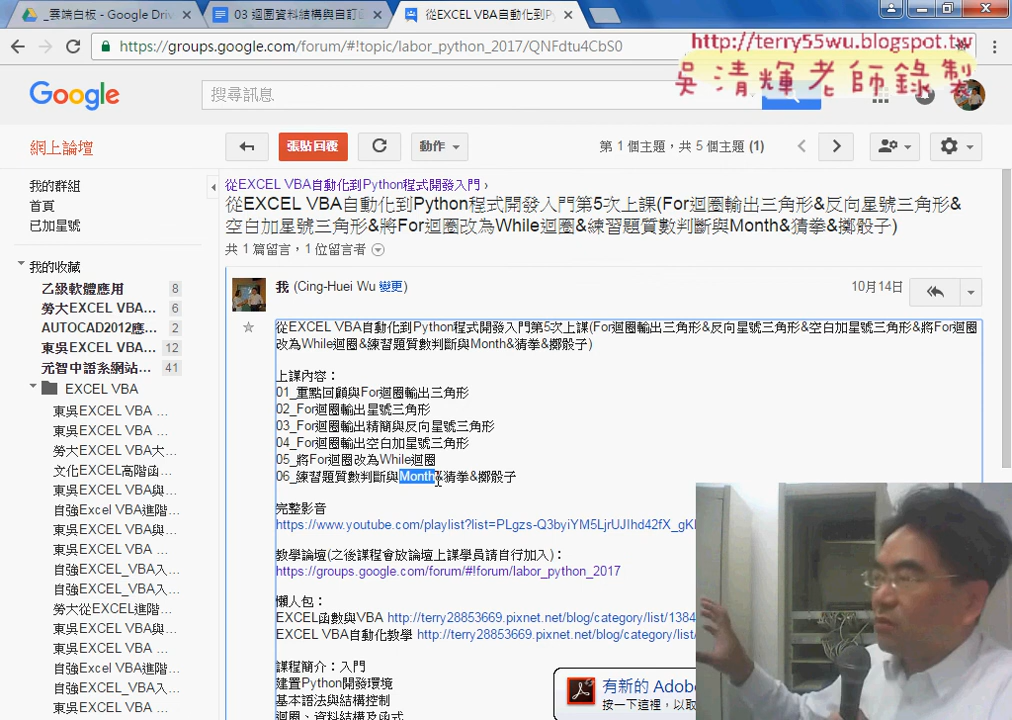 _雲端白板 - Google Driv
03 迴圈資料結構與自訂函
從EXCEL VBA自動化到Py
https://groups.google.com/forum/#!topic/labor_python_2017/QNFdtu4CbS0
http://terry55wu.blogspot.tw
吳清輝老師錄製
Google
搜尋訊息
網上論壇
張貼回覆
動作
第 1 個主題，共 5 個主題 (1)
我的群組
首頁
已加星號
我的收藏
乙級軟體應用 8
勞大EXCEL VBA... 6
AUTOCAD2012應... 2
東吳EXCEL VBA... 12
元智中語系網站... 41
EXCEL VBA
東吳EXCEL VBA ...
東吳EXCEL VBA ...
勞大EXCEL VBA大...
文化EXCEL高階函...
東吳EXCEL VBA與...
自強Excel VBA進階...
東吳EXCEL VBA與...
東吳EXCEL VBA ...
自強EXCEL_VBA入...
自強EXCEL_VBA入...
勞大從EXCEL進階...
東吳EXCEL VBA與...
東吳EXCEL VBA ...
自強Excel VBA進階...
自強EXCEL_VBA入...
東吳EXCEL VBA ...
從EXCEL VBA自動化到Python程式開發入門 ›
從EXCEL VBA自動化到Python程式開發入門第5次上課(For迴圈輸出三角形&反向星號三角形&
空白加星號三角形&將For迴圈改為While迴圈&練習題質數判斷與Month&猜拳&擲骰子)
共 1 篇留言，1 位留言者
我 (Cing-Huei Wu 變更)
10月14日
從EXCEL VBA自動化到Python程式開發入門第5次上課(For迴圈輸出三角形&反向星號三角形&空白加星號三角形&將For迴圈
改為While迴圈&練習題質數判斷與Month&猜拳&擲骰子)
上課內容：
01_重點回顧與For迴圈輸出三角形
02_For迴圈輸出星號三角形
03_For迴圈輸出精簡與反向星號三角形
04_For迴圈輸出空白加星號三角形
05_將For迴圈改為While迴圈
06_練習題質數判斷與Month&猜拳&擲骰子
完整影音
https://www.youtube.com/playlist?list=PLgzs-Q3byiYM5LjrUJIhd42fX_gK
教學論壇(之後課程會放論壇上課學員請自行加入)：
https://groups.google.com/forum/#!forum/labor_python_2017
懶人包：
EXCEL函數與VBA http://terry28853669.pixnet.net/blog/category/list/1384
EXCEL VBA自動化教學 http://terry28853669.pixnet.net/blog/category/list/
課程簡介：入門
建置Python開發環境
基本語法與結構控制
迴圈、資料結構及函式
有新的 Adobe
按一下這裡，以取